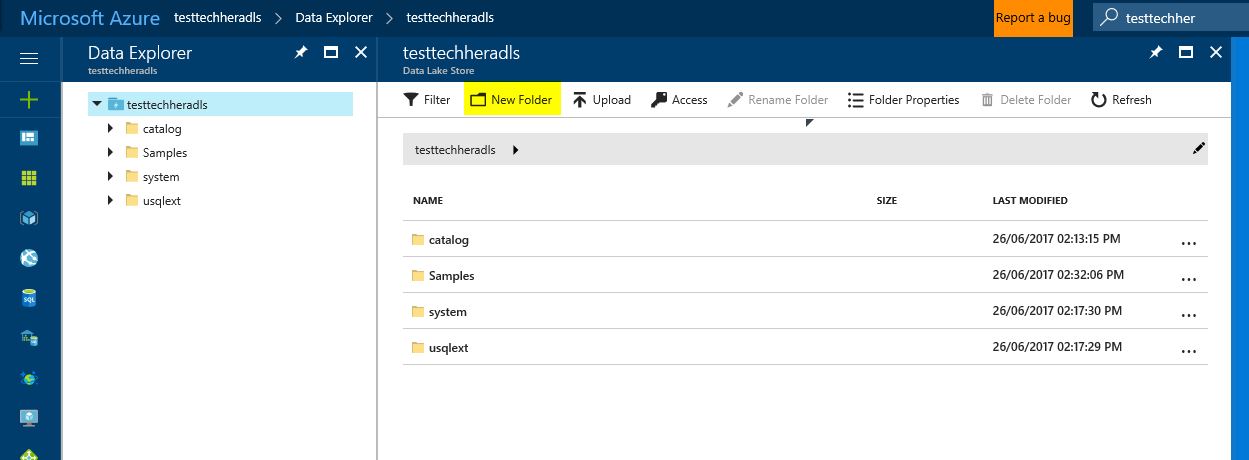 Microsoft Azure testtechheradls > Data Explorer > testtechheradls Report a bug testtechher
Data Explorer
testtechheradls
testtechheradls
catalog
Samples
system
usqlext
testtechheradls
Data Lake Store
Filter New Folder Upload Access Rename Folder Folder Properties Delete Folder Refresh
testtechheradls
NAME SIZE LAST MODIFIED
catalog 26/06/2017 02:13:15 PM ...
Samples 26/06/2017 02:32:06 PM ...
system 26/06/2017 02:17:30 PM ...
usqlext 26/06/2017 02:17:29 PM ...
SQL